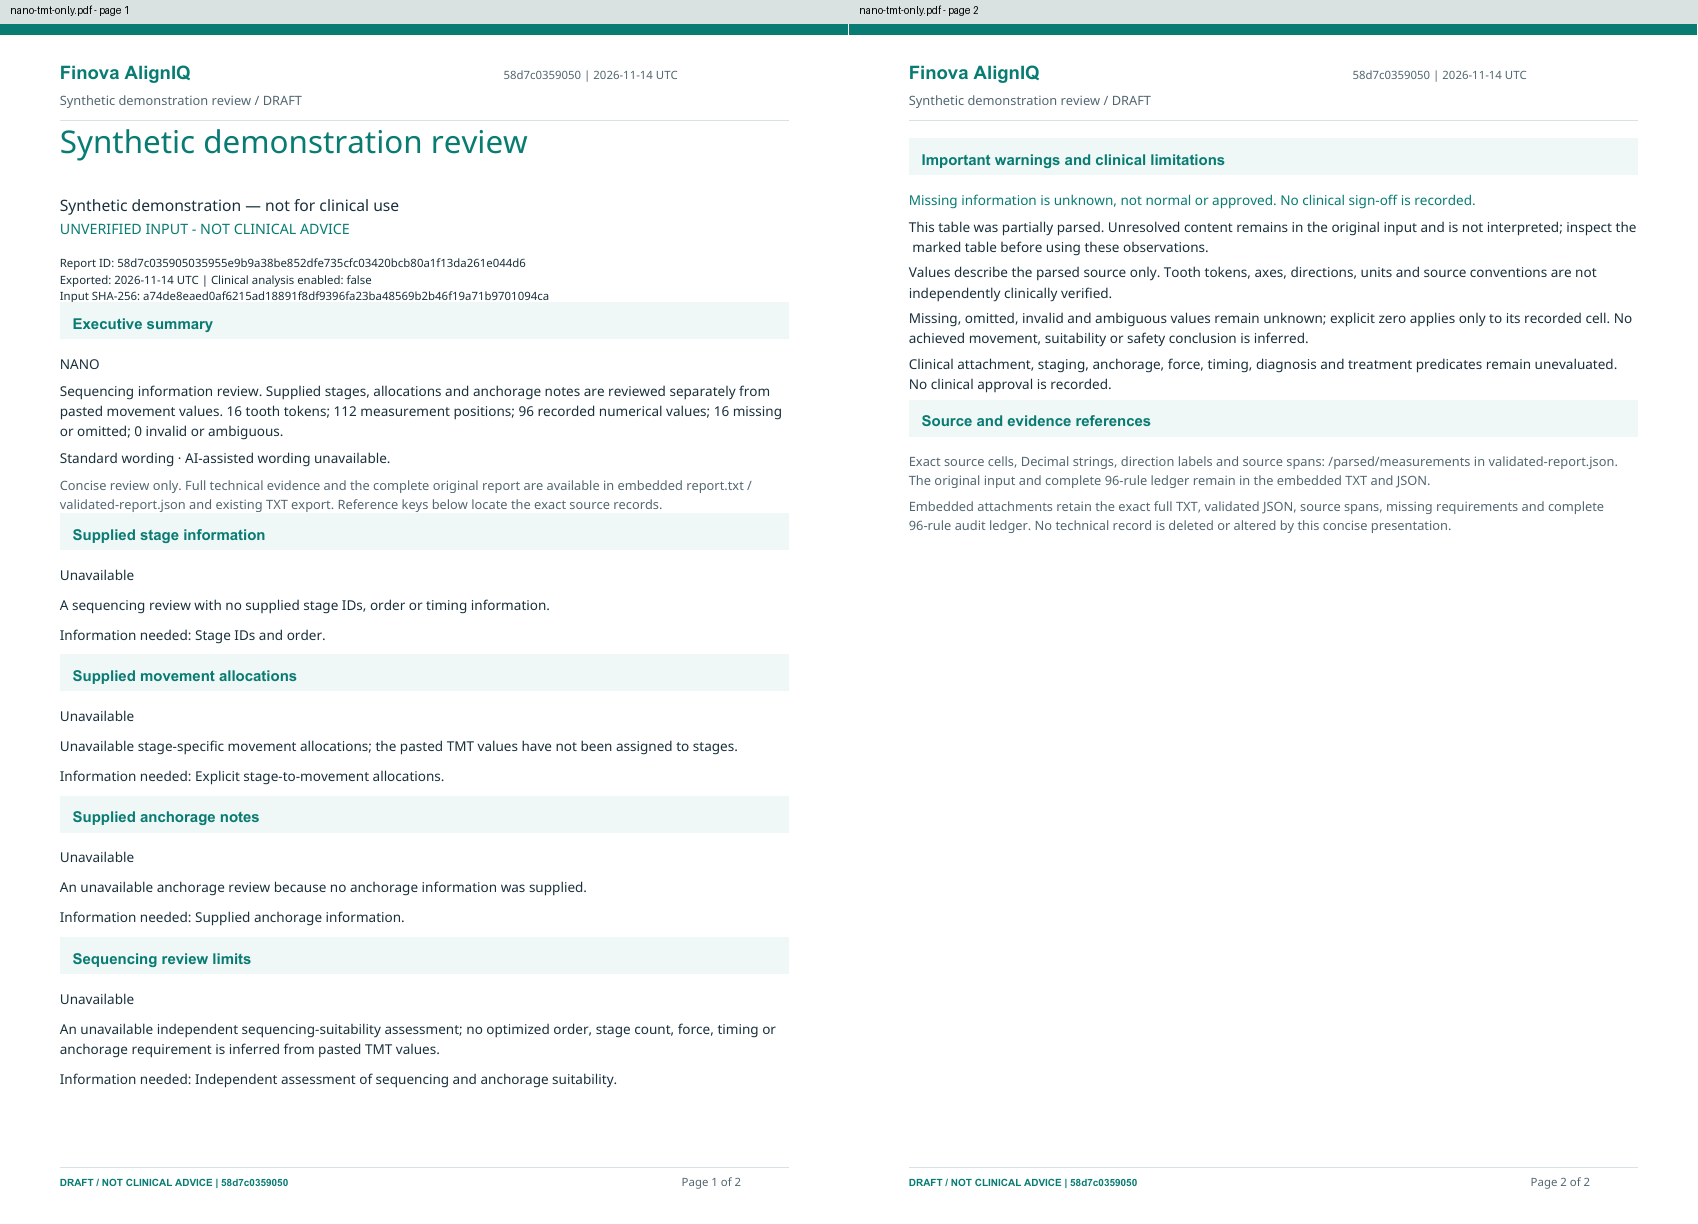 nano-tmt-only.pdf - page 1
Finova AlignIQ
58d7c0359050 | 2026-11-14 UTC
Synthetic demonstration review / DRAFT
Synthetic demonstration review
Synthetic demonstration — not for clinical use
UNVERIFIED INPUT - NOT CLINICAL ADVICE
Report ID: 58d7c035905035955e9b9a38be852dfe735cfc03420bcb80a1f13da261e044d6
Exported: 2026-11-14 UTC | Clinical analysis enabled: false
Input SHA-256: a74de8eaed0af6215ad18891f8df9396fa23ba48569b2b46f19a71b9701094ca
Executive summary
NANO
Sequencing information review. Supplied stages, allocations and anchorage notes are reviewed separately from
pasted movement values. 16 tooth tokens; 112 measurement positions; 96 recorded numerical values; 16 missing
or omitted; 0 invalid or ambiguous.
Standard wording · AI-assisted wording unavailable.
Concise review only. Full technical evidence and the complete original report are available in embedded report.txt /
validated-report.json and existing TXT export. Reference keys below locate the exact source records.
Supplied stage information
Unavailable
A sequencing review with no supplied stage IDs, order or timing information.
Information needed: Stage IDs and order.
Supplied movement allocations
Unavailable
Unavailable stage-specific movement allocations; the pasted TMT values have not been assigned to stages.
Information needed: Explicit stage-to-movement allocations.
Supplied anchorage notes
Unavailable
An unavailable anchorage review because no anchorage information was supplied.
Information needed: Supplied anchorage information.
Sequencing review limits
Unavailable
An unavailable independent sequencing-suitability assessment; no optimized order, stage count, force, timing or
anchorage requirement is inferred from pasted TMT values.
Information needed: Independent assessment of sequencing and anchorage suitability.
DRAFT / NOT CLINICAL ADVICE | 58d7c0359050
Page 1 of 2
nano-tmt-only.pdf - page 2
Finova AlignIQ
58d7c0359050 | 2026-11-14 UTC
Synthetic demonstration review / DRAFT
Important warnings and clinical limitations
Missing information is unknown, not normal or approved. No clinical sign-off is recorded.
This table was partially parsed. Unresolved content remains in the original input and is not interpreted; inspect the
marked table before using these observations.
Values describe the parsed source only. Tooth tokens, axes, directions, units and source conventions are not
independently clinically verified.
Missing, omitted, invalid and ambiguous values remain unknown; explicit zero applies only to its recorded cell. No
achieved movement, suitability or safety conclusion is inferred.
Clinical attachment, staging, anchorage, force, timing, diagnosis and treatment predicates remain unevaluated.
No clinical approval is recorded.
Source and evidence references
Exact source cells, Decimal strings, direction labels and source spans: /parsed/measurements in validated-report.json.
The original input and complete 96-rule ledger remain in the embedded TXT and JSON.
Embedded attachments retain the exact full TXT, validated JSON, source spans, missing requirements and complete
96-rule audit ledger. No technical record is deleted or altered by this concise presentation.
DRAFT / NOT CLINICAL ADVICE | 58d7c0359050
Page 2 of 2